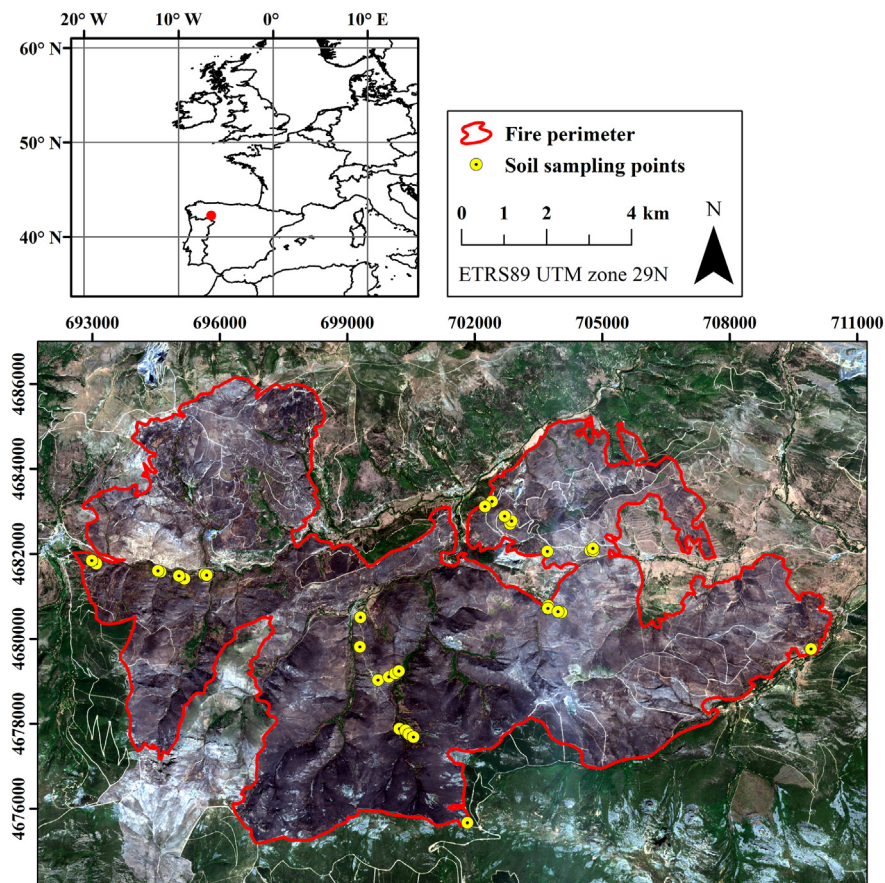 20° W 10° W 0° 10° E
60° N
50° N
40° N
Fire perimeter
Soil sampling points
0 1 2 4 km
N
ETRS89 UTM zone 29N
693000 696000 699000 702000 705000 708000 711000
4686000
4684000
4682000
4680000
4678000
4676000